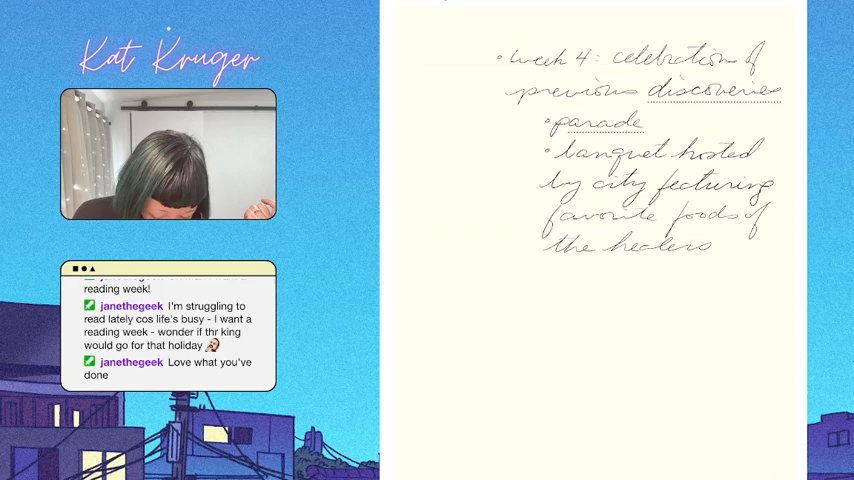 Kat Kruger
reading week!
janethegeek I'm struggling to
read lately cos life's busy - I want a
reading week - wonder if thr king
would go for that holiday
janethegeek Love what you've
done
• week 4: celebration of
previous discoveries
• parade
• banquet hosted
by city featuring
favorite foods of
the healers